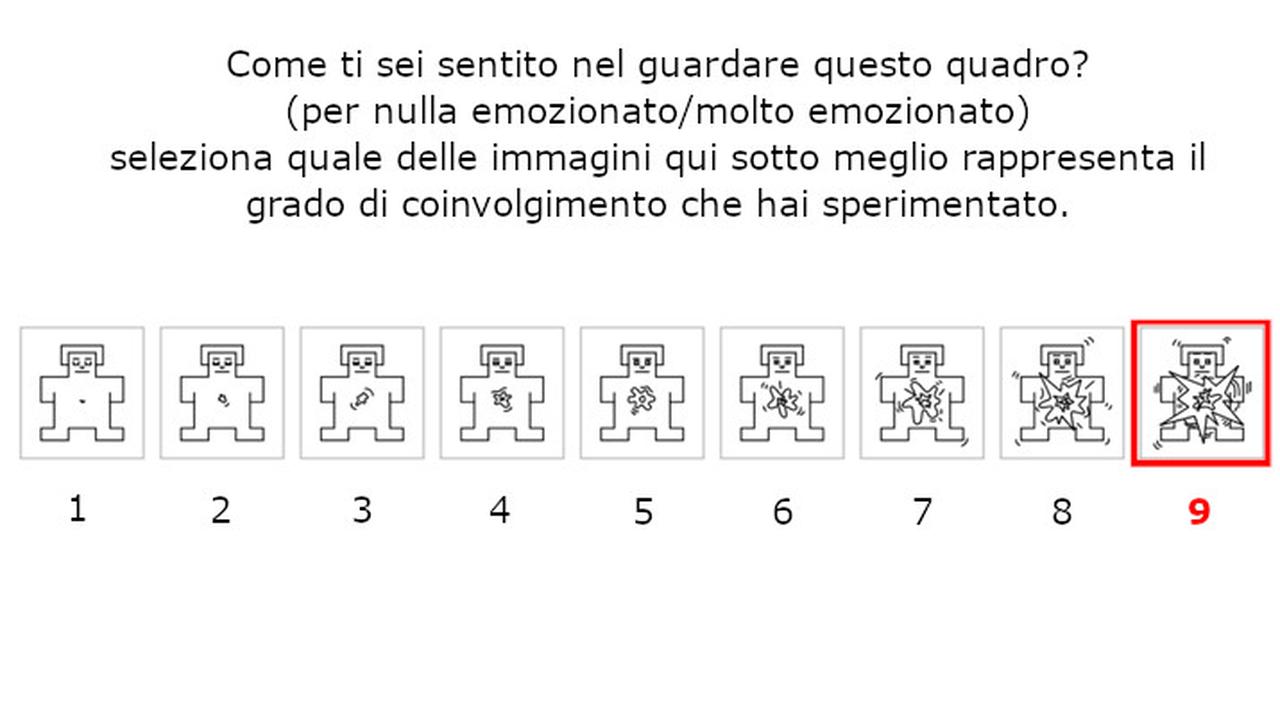 Come ti sei sentito nel guardare questo quadro?
(per nulla emozionato/molto emozionato)
seleziona quale delle immagini qui sotto meglio rappresenta il
grado di coinvolgimento che hai sperimentato.
1 2 3 4 5 6 7 8 9